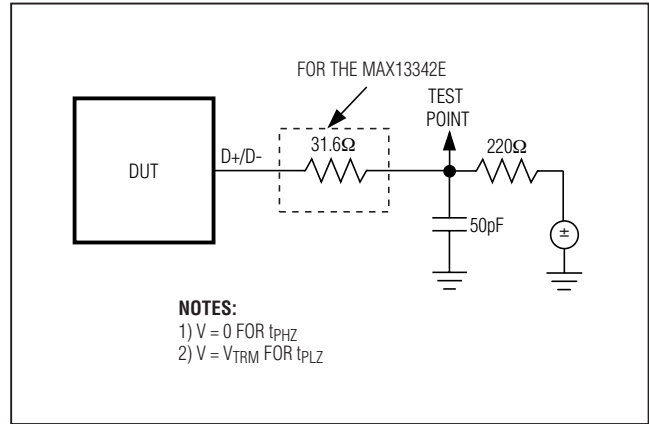 FOR THE MAX13342E
TEST
POINT
31.6Ω
220Ω
D+/D-
DUT
50pF
±
NOTES:
1) V = 0 FOR tPHZ
2) V = VTRM FOR tPLZ